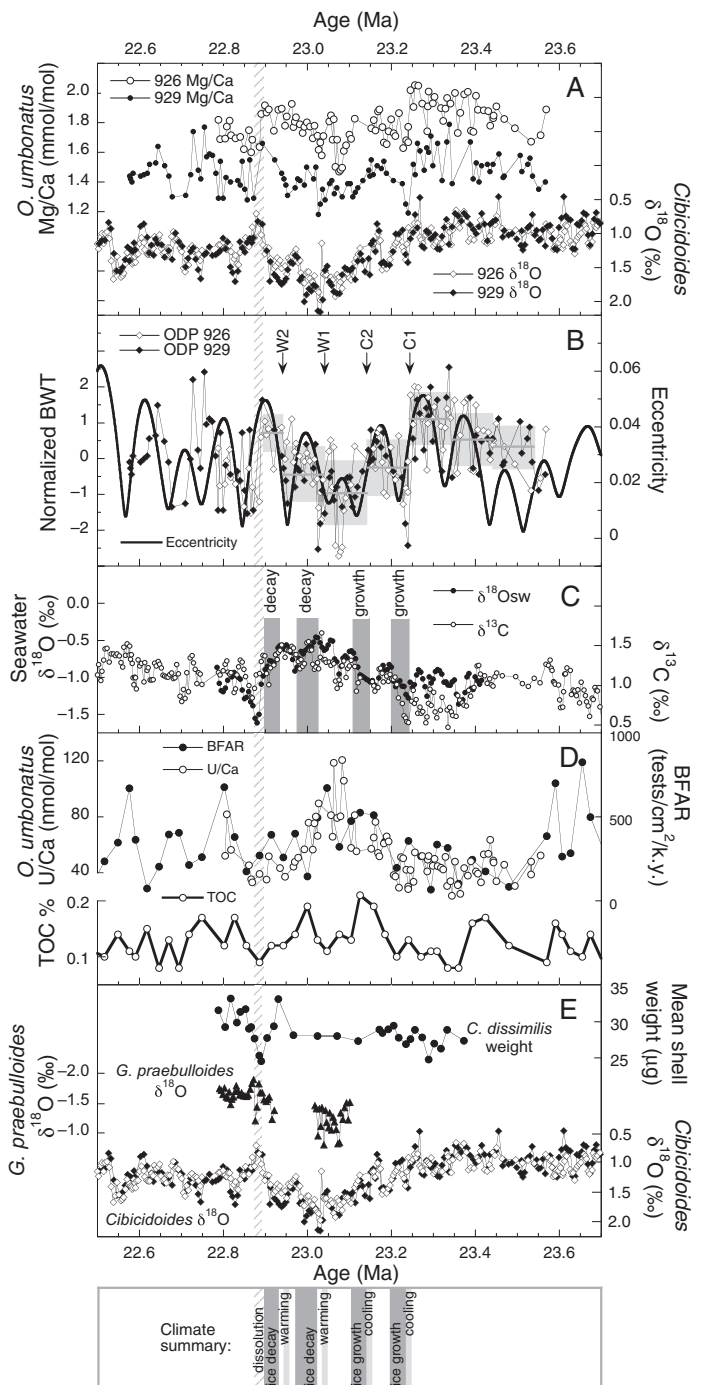 Age (Ma)
22.6 22.8 23.0 23.2 23.4 23.6
A
926 Mg/Ca
929 Mg/Ca
O. umbonatus
Mg/Ca (mmol/mol)
2.0
1.8
1.6
1.4
1.2
0.5
1.0
1.5
2.0
Cibicidoides
δ18O (‰)
926 δ18O
929 δ18O
B
ODP 926
ODP 929
W2 W1 C2 C1
Normalized BWT
2
1
0
−1
−2
0.06
0.04
0.02
0
Eccentricity
Eccentricity
C
decay decay growth growth
δ18Osw
δ13C
Seawater
δ18O (‰)
0.0
−0.5
−1.0
−1.5
1.5
1.0
0.5
δ13C (‰)
D
BFAR
U/Ca
O. umbonatus
U/Ca (nmol/mol)
120
80
40
1000
500
0
BFAR
(tests/cm2/k.y.)
TOC
TOC %
0.2
0.1
E
35
30
25
Mean shell
weight (μg)
C. dissimilis
weight
G. praebulloides
δ18O
G. praebulloides
δ18O (‰)
−2.0
−1.5
−1.0
0.5
1.0
1.5
2.0
Cibicidoides
δ18O (‰)
Cibicidoides δ18O
22.6 22.8 23.0 23.2 23.4 23.6
Age (Ma)
Climate
summary:
dissolution
ice decay
warming
ice decay
warming
ice growth
cooling
ice growth
cooling